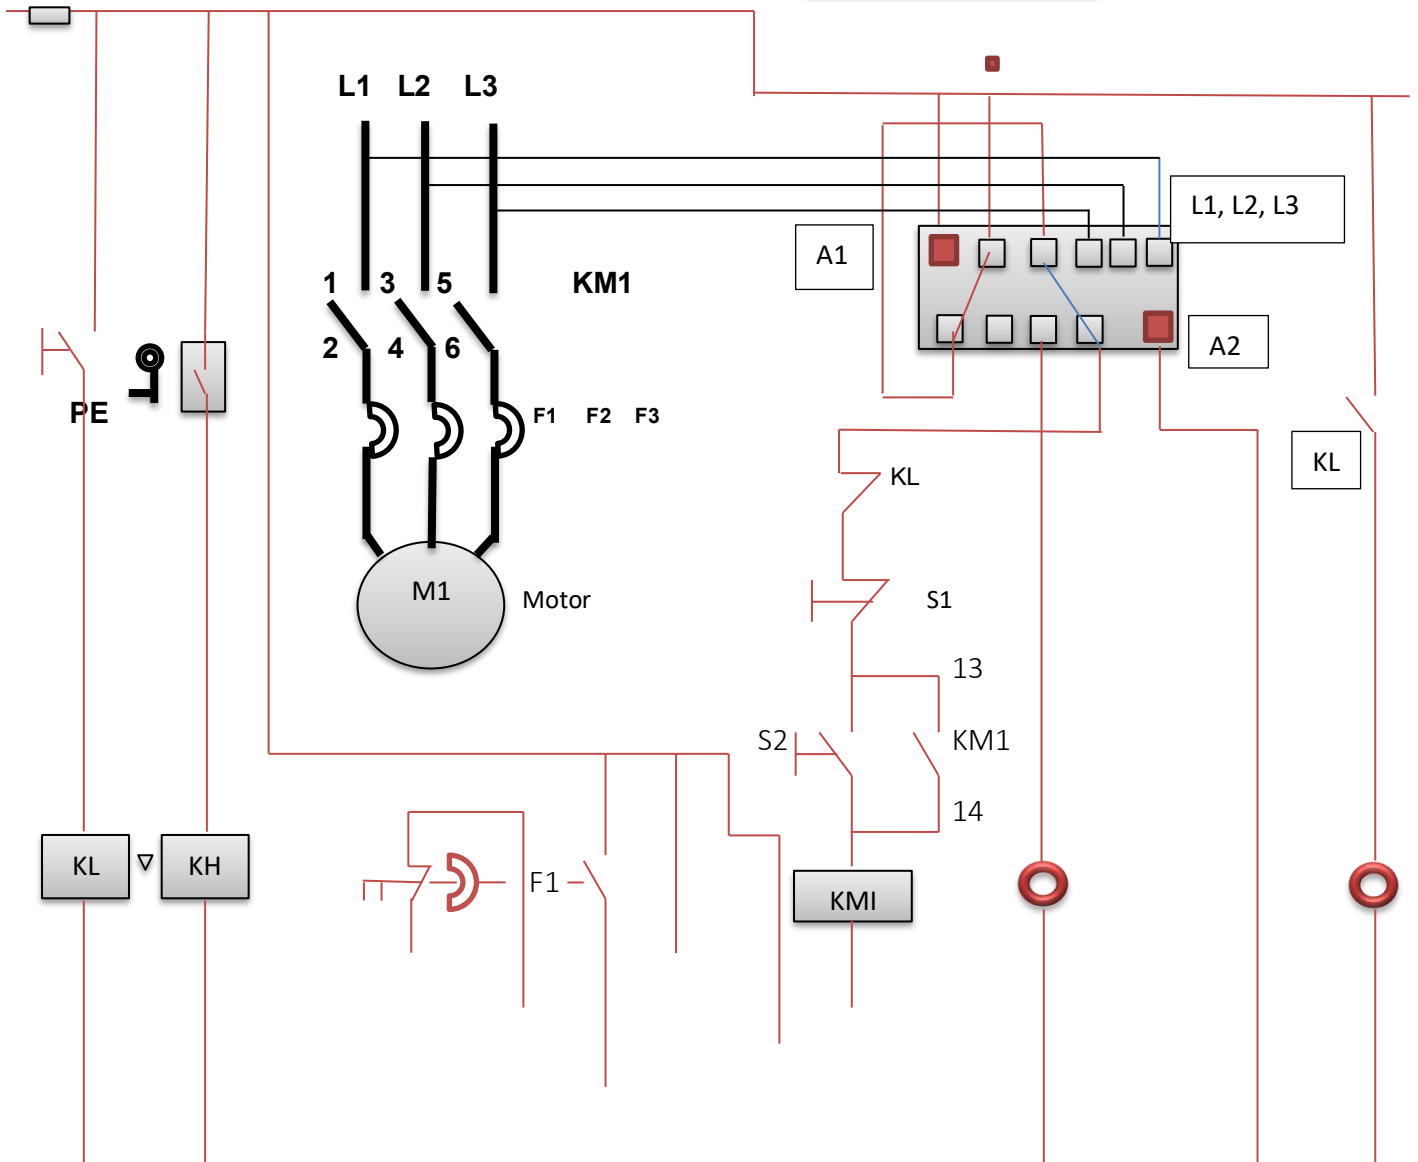 L1 L2 L3
L1, L2, L3
A1
1 3 5 KM1
2 4 6
A2
PE
F1 F2 F3
KL
KL
M1
Motor
S1
13
S2
KM1
14
KL
KH
F1
KMI